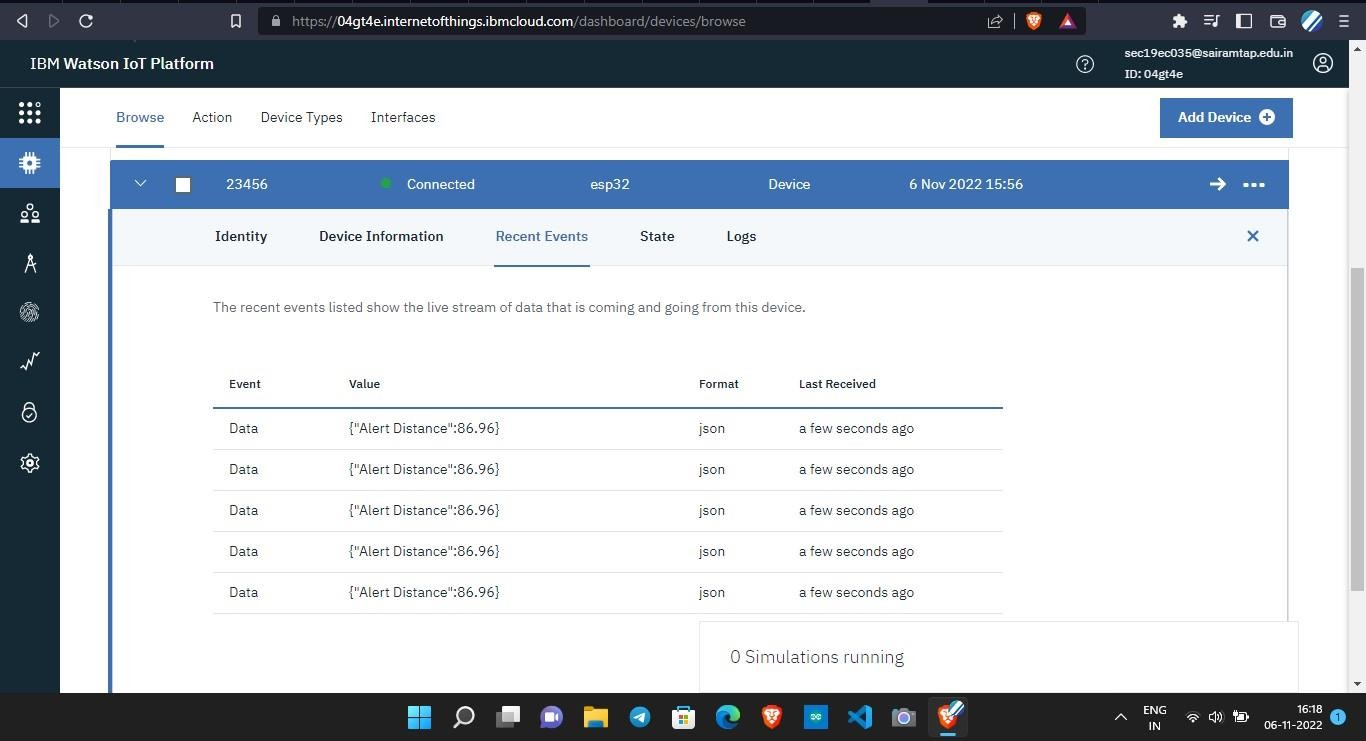 https://04gt4e.internetofthings.ibmcloud.com/dashboard/devices/browse
IBM Watson IoT Platform
sec19ec035@sairamtap.edu.in
ID: 04gt4e
Browse Action Device Types Interfaces
Add Device
23456 Connected esp32 Device 6 Nov 2022 15:56
Identity Device Information Recent Events State Logs
The recent events listed show the live stream of data that is coming and going from this device.
Event Value Format Last Received
Data {"Alert Distance":86.96} json a few seconds ago
Data {"Alert Distance":86.96} json a few seconds ago
Data {"Alert Distance":86.96} json a few seconds ago
Data {"Alert Distance":86.96} json a few seconds ago
Data {"Alert Distance":86.96} json a few seconds ago
0 Simulations running
ENG
IN
16:18
06-11-2022
1